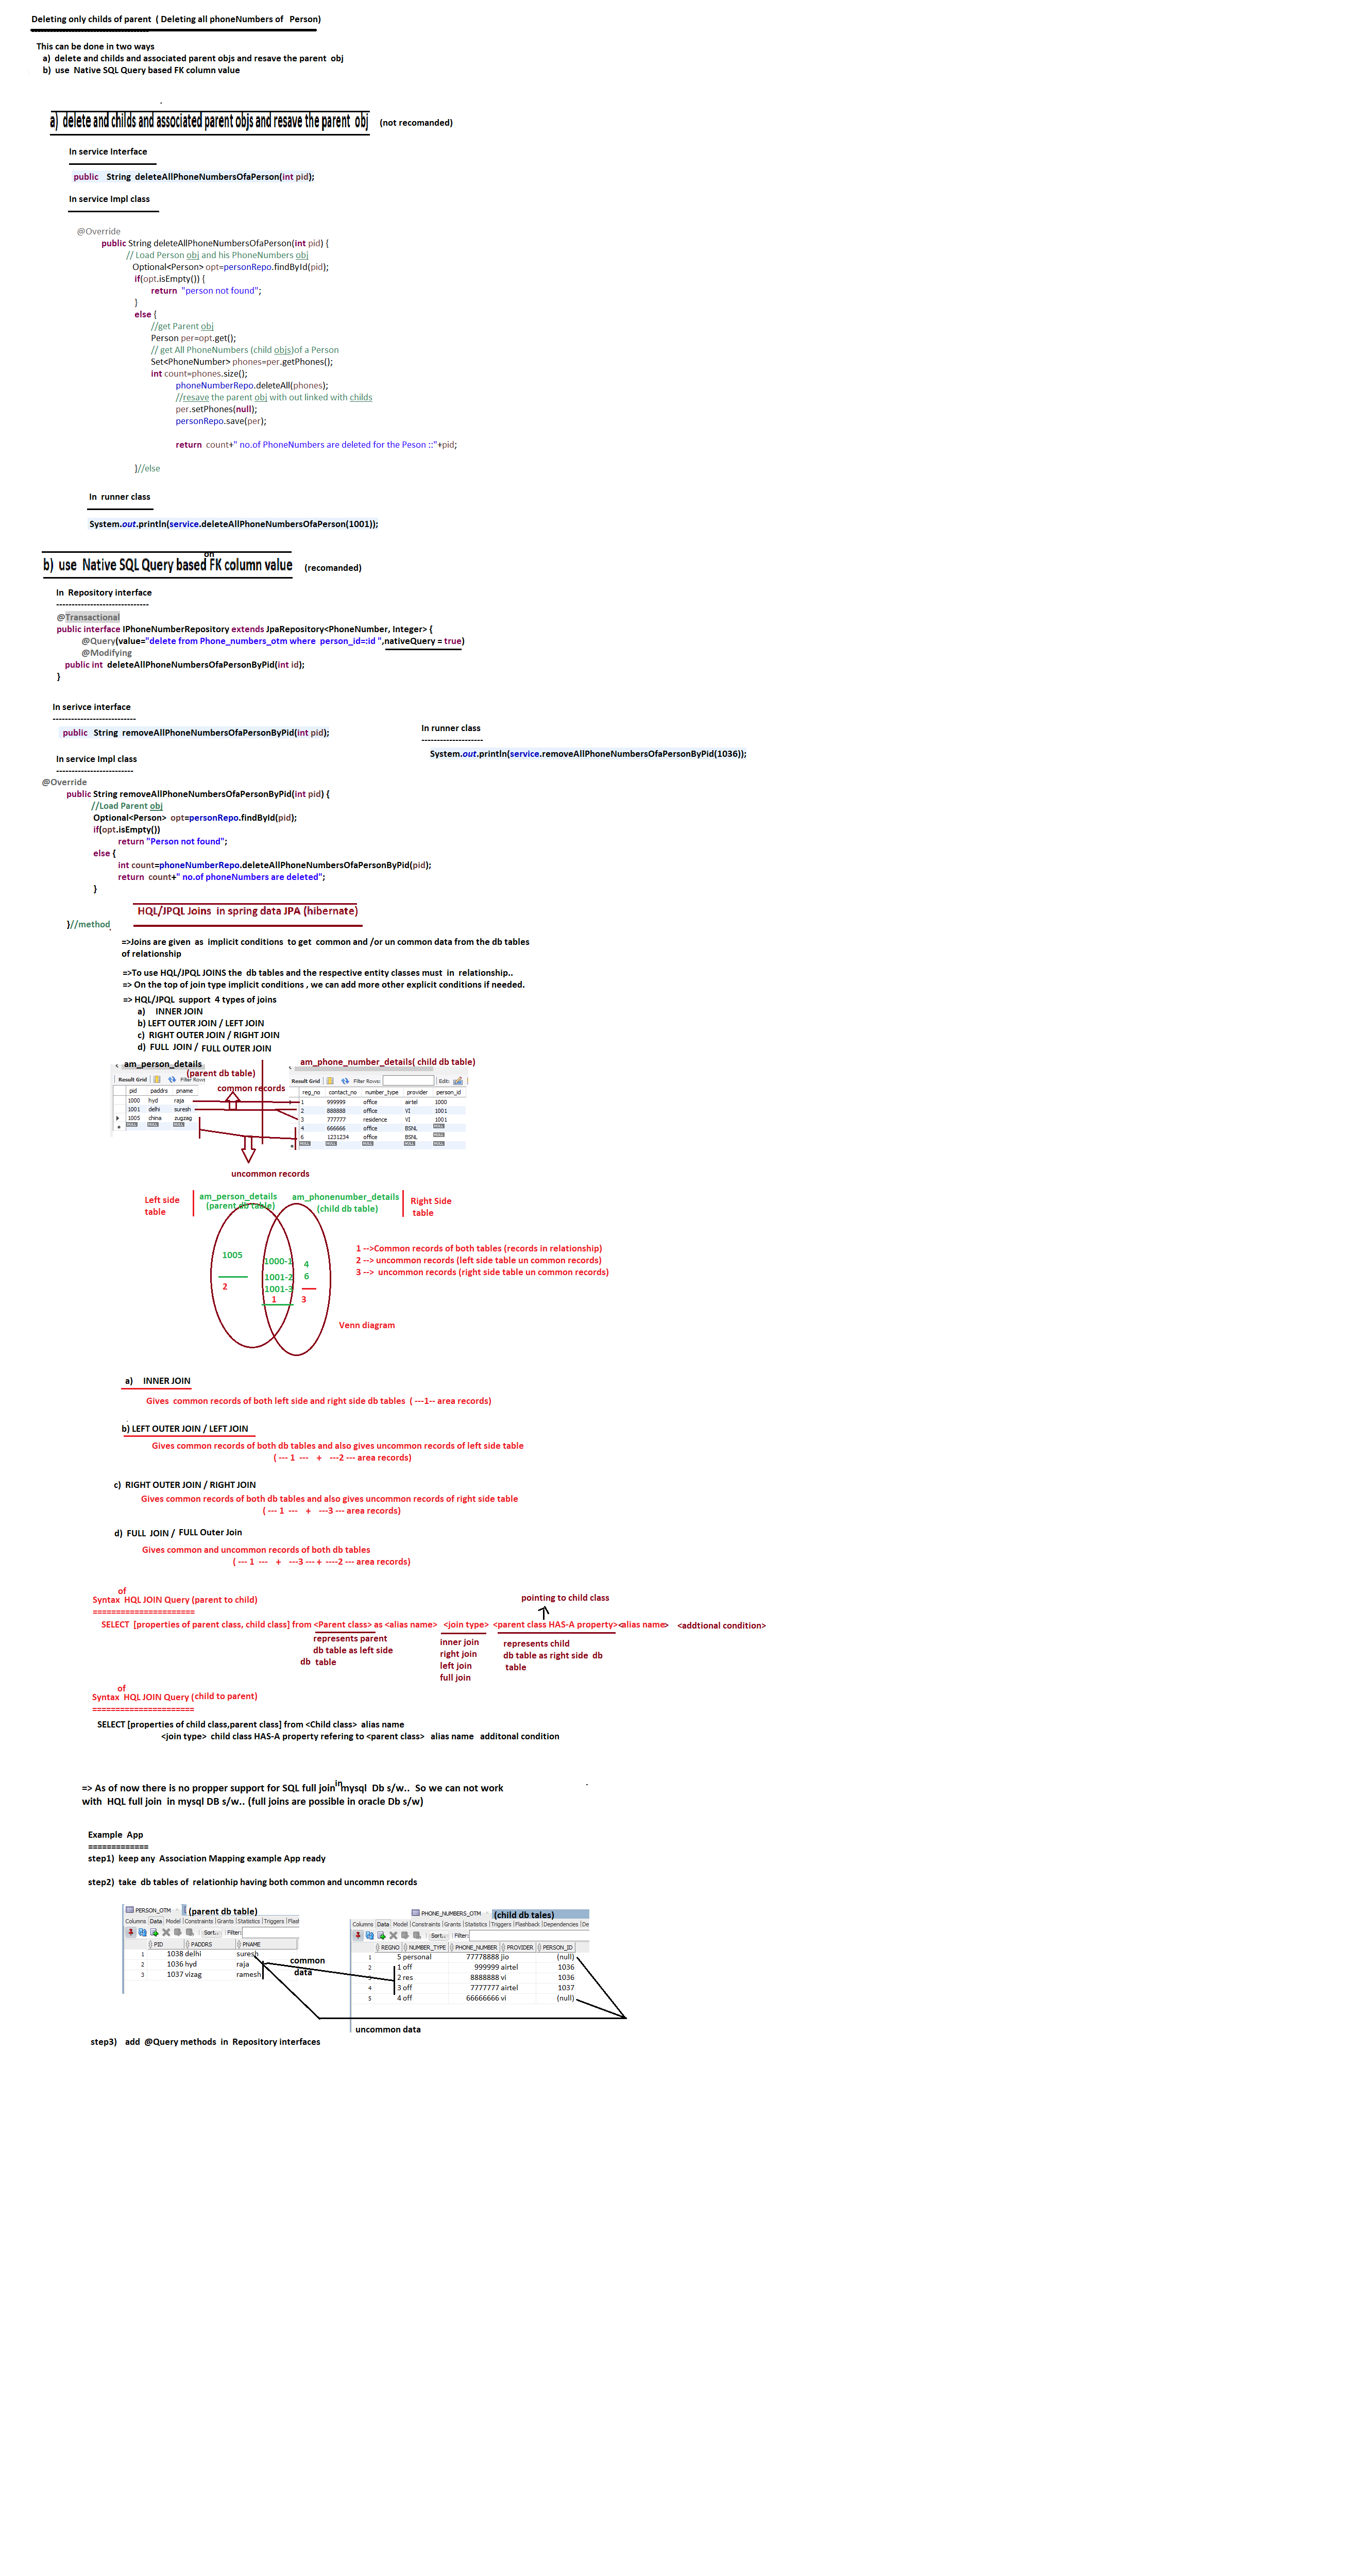 Deleting only childs of parent ( Deleting all phoneNumbers of Person)
--------------------------------------
This can be done in two ways
a) delete and childs and associated parent objs and resave the parent obj
b) use Native SQL Query based FK column value
a) delete and childs and associated parent objs and resave the parent obj (not recomanded)
In service Interface
public String deleteAllPhoneNumbersOfaPerson(int pid);
In service Impl class
@Override
public String deleteAllPhoneNumbersOfaPerson(int pid) {
// Load Person obj and his PhoneNumbers obj
Optional<Person> opt=personRepo.findById(pid);
if(opt.isEmpty()) {
return "person not found";
}
else {
//get Parent obj
Person per=opt.get();
// get All PhoneNumbers (child objs)of a Person
Set<PhoneNumber> phones=per.getPhones();
int count=phones.size();
phoneNumberRepo.deleteAll(phones);
//resave the parent obj with out linked with childs
per.setPhones(null);
personRepo.save(per);
return count+" no.of PhoneNumbers are deleted for the Peson ::"+pid;
}//else
In runner class
System.out.println(service.deleteAllPhoneNumbersOfaPerson(1001));
on
b) use Native SQL Query based FK column value (recomanded)
In Repository interface
------------------------------
@Transactional
public interface IPhoneNumberRepository extends JpaRepository<PhoneNumber, Integer> {
@Query(value="delete from Phone_numbers_otm where person_id=:id ",nativeQuery = true)
@Modifying
public int deleteAllPhoneNumbersOfaPersonByPid(int id);
}
In serivce interface
---------------------------
public String removeAllPhoneNumbersOfaPersonByPid(int pid);
In runner class
--------------------
System.out.println(service.removeAllPhoneNumbersOfaPersonByPid(1036));
In service Impl class
-------------------------
@Override
public String removeAllPhoneNumbersOfaPersonByPid(int pid) {
//Load Parent obj
Optional<Person> opt=personRepo.findById(pid);
if(opt.isEmpty())
return "Person not found";
else {
int count=phoneNumberRepo.deleteAllPhoneNumbersOfaPersonByPid(pid);
return count+" no.of phoneNumbers are deleted";
}
}//method
HQL/JPQL Joins in spring data JPA (hibernate)
=>Joins are given as implicit conditions to get common and /or un common data from the db tables
of relationship
=>To use HQL/JPQL JOINS the db tables and the respective entity classes must in relationship..
=> On the top of join type implicit conditions , we can add more other explicit conditions if needed.
=> HQL/JPQL support 4 types of joins
a) INNER JOIN
b) LEFT OUTER JOIN / LEFT JOIN
c) RIGHT OUTER JOIN / RIGHT JOIN
d) FULL JOIN / FULL OUTER JOIN
am_person_details
(parent db table)
am_phone_number_details( child db table)
Result Grid Filter Rows
Result Grid Filter Rows: Edit:
common records
pid paddrs pname
1000 hyd raja
1001 delhi suresh
1005 china zugzag
NULL NULL NULL
reg_no contact_no number_type provider person_id
1 999999 office airtel 1000
2 888888 office VI 1001
3 777777 residence VI 1001
4 666666 office BSNL NULL
6 1231234 office BSNL NULL
NULL NULL NULL NULL NULL
uncommon records
Left side
table
am_person_details
(parent db table)
am_phonenumber_details
(child db table)
Right Side
table
1005
2
1000-1
1001-2
1001-3
1
4
6
3
1 -->Common records of both tables (records in relationship)
2 --> uncommon records (left side table un common records)
3 --> uncommon records (right side table un common records)
Venn diagram
a) INNER JOIN
Gives common records of both left side and right side db tables ( ---1-- area records)
b) LEFT OUTER JOIN / LEFT JOIN
Gives common records of both db tables and also gives uncommon records of left side table
( --- 1 --- + ---2 --- area records)
c) RIGHT OUTER JOIN / RIGHT JOIN
Gives common records of both db tables and also gives uncommon records of right side table
( --- 1 --- + ---3 --- area records)
d) FULL JOIN / FULL Outer Join
Gives common and uncommon records of both db tables
( --- 1 --- + ---3 --- + ----2 --- area records)
of
Syntax HQL JOIN Query (parent to child)
======================
pointing to child class
SELECT [properties of parent class, child class] from <Parent class> as <alias name> <join type> <parent class HAS-A property><alias name> <addtional condition>
represents parent
db table as left side
db table
inner join
right join
left join
full join
represents child
db table as right side db
table
of
Syntax HQL JOIN Query (child to parent)
======================
SELECT [properties of child class,parent class] from <Child class> alias name
<join type> child class HAS-A property refering to <parent class> alias name additonal condition
in
=> As of now there is no propper support for SQL full join mysql Db s/w.. So we can not work
with HQL full join in mysql DB s/w.. (full joins are possible in oracle Db s/w)
Example App
=============
step1) keep any Association Mapping example App ready
step2) take db tables of relationhip having both common and uncommn records
PERSON_OTM (parent db table)
Columns Data Model Constraints Grants Statistics Triggers Flas
Sort.. Filter:
PID PADDRS PNAME
1 1038 delhi suresh
2 1036 hyd raja
3 1037 vizag ramesh
common
data
PHONE_NUMBERS_OTM (child db tales)
Columns Data Model Constraints Grants Statistics Triggers Flashback Dependencies De
Sort.. Filter:
REGNO NUMBER_TYPE PHONE_NUMBER PROVIDER PERSON_ID
1 5 personal 77778888 jio (null)
2 1 off 999999 airtel 1036
3 2 res 8888888 vi 1036
4 3 off 7777777 airtel 1037
5 4 off 66666666 vi (null)
uncommon data
step3) add @Query methods in Repository interfaces